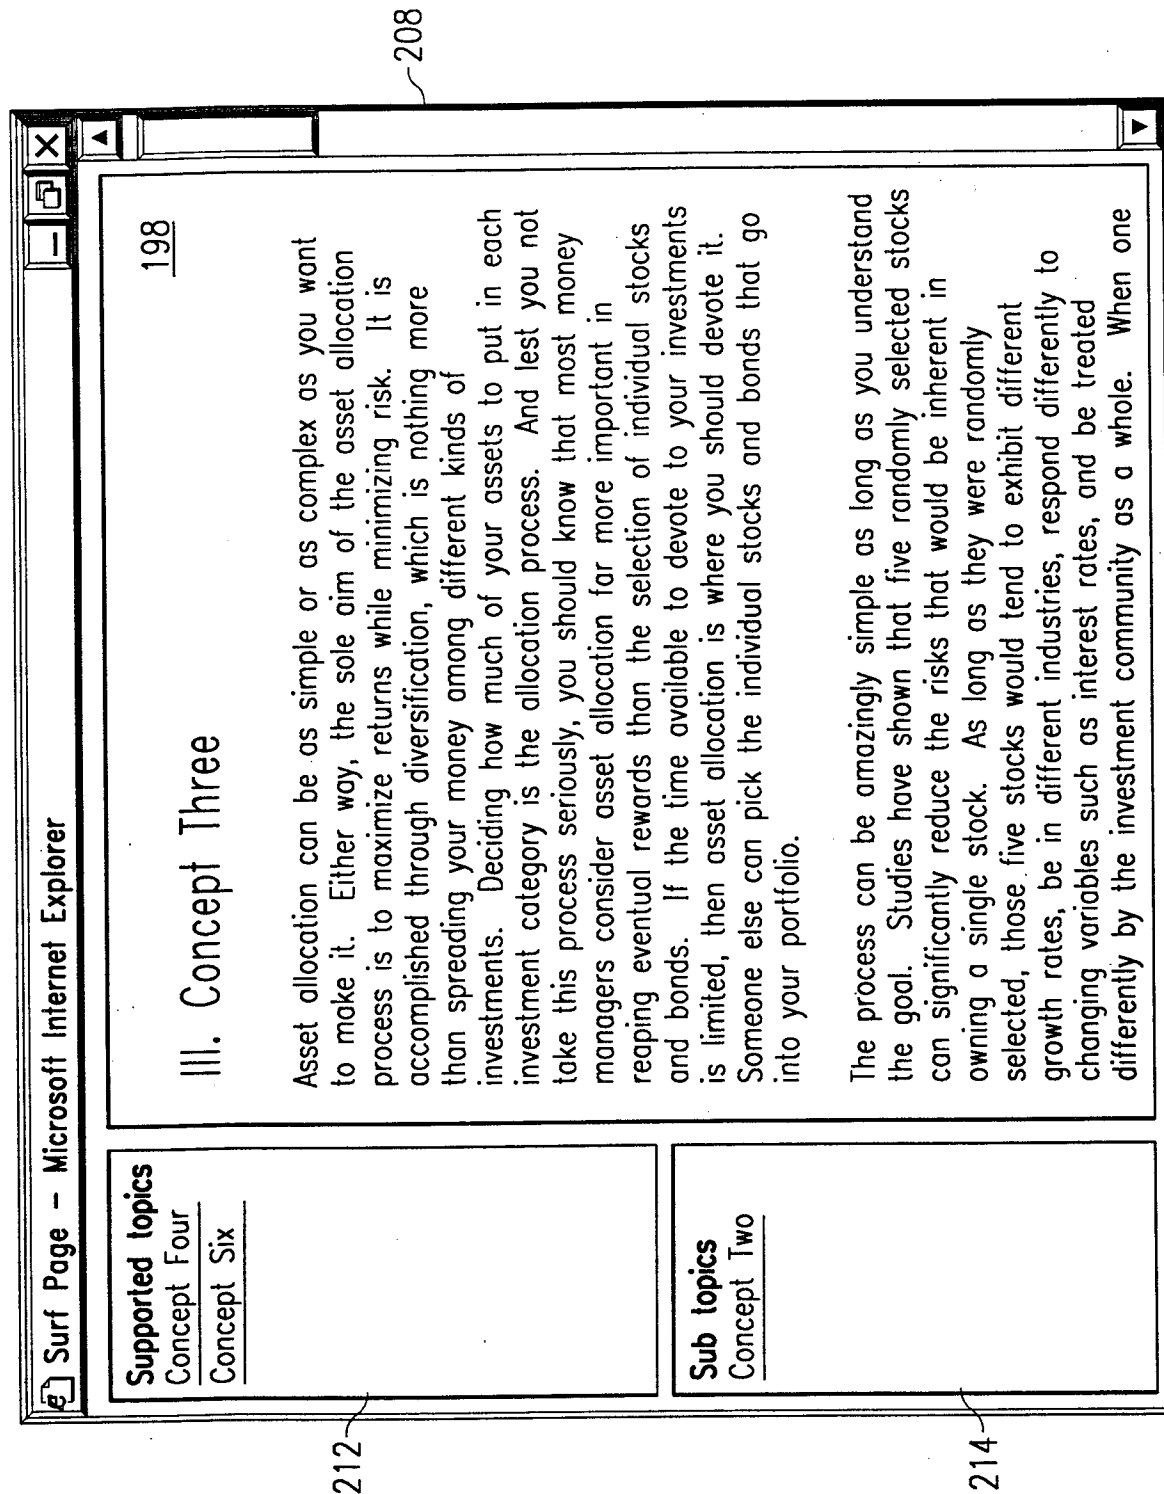 Surf Page – Microsoft Internet Explorer
208
Supported topics
Concept Four
Concept Six
212
Sub topics
Concept Two
214
198
III. Concept Three
Asset allocation can be as simple or as complex as you want
to make it. Either way, the sole aim of the asset allocation
process is to maximize returns while minimizing risk. It is
accomplished through diversification, which is nothing more
than spreading your money among different kinds of
investments. Deciding how much of your assets to put in each
investment category is the allocation process. And lest you not
take this process seriously, you should know that most money
managers consider asset allocation far more important in
reaping eventual rewards than the selection of individual stocks
and bonds. If the time available to devote to your investments
is limited, then asset allocation is where you should devote it.
Someone else can pick the individual stocks and bonds that go
into your portfolio.
The process can be amazingly simple as long as you understand
the goal. Studies have shown that five randomly selected stocks
can significantly reduce the risks that would be inherent in
owning a single stock. As long as they were randomly
selected, those five stocks would tend to exhibit different
growth rates, be in different industries, respond differently to
changing variables such as interest rates, and be treated
differently by the investment community as a whole. When one